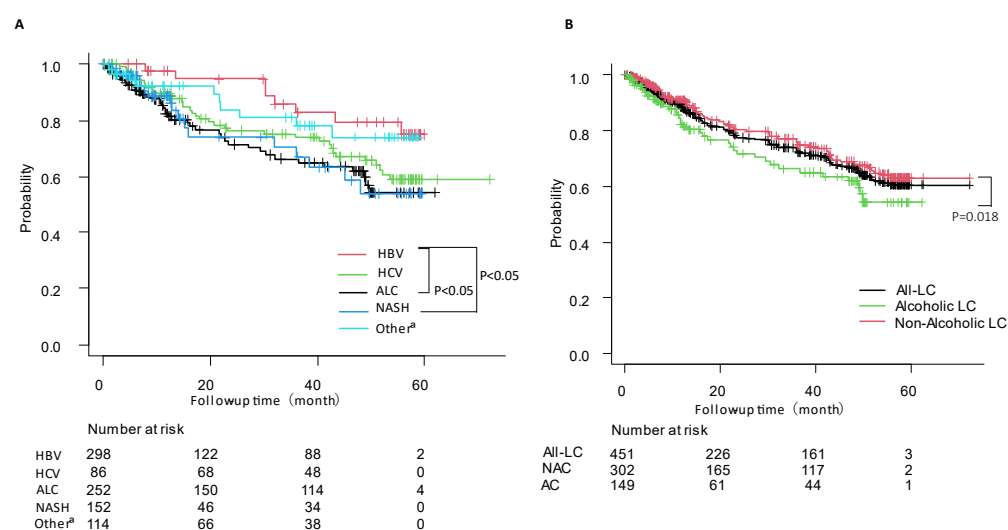 A
1.0
0.8
0.6
0.4
0.2
0.0
Probability
HBV
HCV
ALC
NASH
Otherᵃ
P<0.05
P<0.05
0 20 40 60
Followup time (month)
Number at risk
HBV 298 122 88 2
HCV 86 68 48 0
ALC 252 150 114 4
NASH 152 46 34 0
Otherᵃ 114 66 38 0
B
1.0
0.8
0.6
0.4
0.2
0.0
Probability
P=0.018
All-LC
Alcoholic LC
Non-Alcoholic LC
0 20 40 60
Followup time (month)
Number at risk
All-LC 451 226 161 3
NAC 302 165 117 2
AC 149 61 44 1